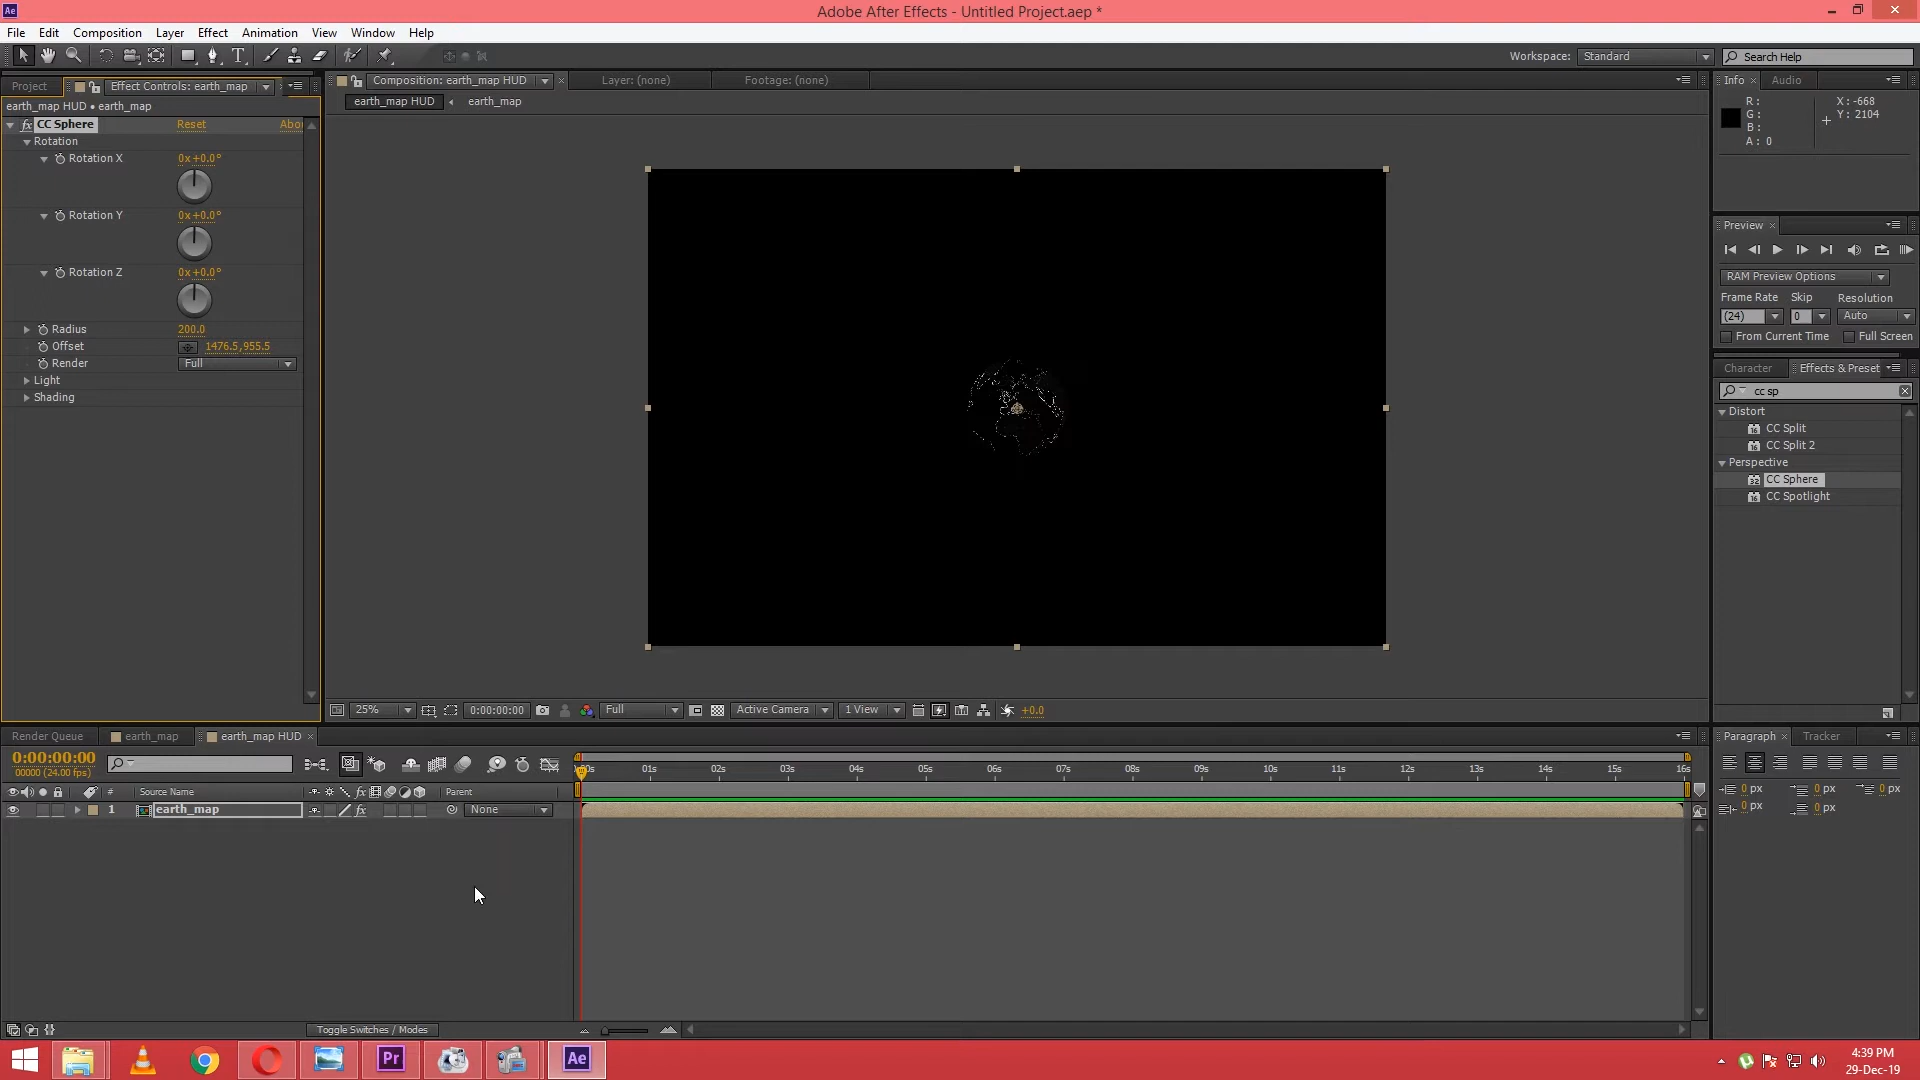 Ae
Adobe After Effects - Untitled Project.aep *
File Edit Composition Layer Effect Animation View Window Help
Workspace: Standard
Search Help
Project
Effect Controls: earth_map
earth_map HUD • earth_map
fx CC Sphere Reset Abo
Rotation
Rotation X 0x+0.0°
Rotation Y 0x+0.0°
Rotation Z 0x+0.0°
Radius 200.0
Offset 1476.5,955.5
Render Full
Light
Shading
Composition: earth_map HUD
Layer: (none)
Footage: (none)
earth_map HUD
earth_map
25%
0:00:00:00
Full
Active Camera
1 View
+0.0
Info
Audio
R: X: -668
G: Y: 2104
B:
A: 0
Preview
RAM Preview Options
Frame Rate Skip Resolution
(24) 0 Auto
From Current Time Full Screen
Character
Effects & Preset
cc sp
Distort
CC Split
CC Split 2
Perspective
CC Sphere
CC Spotlight
Render Queue
earth_map
earth_map HUD
0:00:00:00
00000 (24.00 fps)
# Source Name fx Parent
1 earth_map fx None
01s 02s 03s 04s 05s 06s 07s 08s 09s 10s 11s 12s 13s 14s 15s 16s
Toggle Switches / Modes
Paragraph
Tracker
0 px 0 px 0 px
0 px 0 px
Pr
Ae
4:39 PM
29-Dec-19